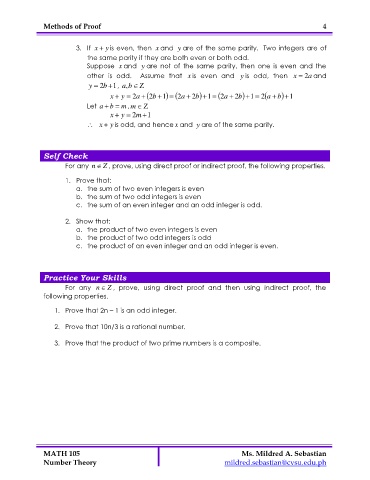 Methods of Proof 4
3. If x + y is even, then x and y are of the same parity. Two integers are of
the same parity if they are both even or both odd.
Suppose x and y are not of the same parity, then one is even and the
other is odd. Assume that x is even and y is odd, then x = 2a and
y = 2b + 1, a, b ∈ Z.
x + y = 2a + (2b + 1) = (2a + 2b) + 1 = (2a + 2b) + 1 = 2(a + b) + 1
Let a + b = m, m ∈ Z.
x + y = 2m + 1
∴ x + y is odd, and hence x and y are of the same parity.
Self Check
For any n ∈ Z, prove, using direct proof or indirect proof, the following properties.
1. Prove that:
a. the sum of two even integers is even
b. the sum of two odd integers is even
c. the sum of an even integer and an odd integer is odd.
2. Show that:
a. the product of two even integers is even
b. the product of two odd integers is odd
c. the product of an even integer and an odd integer is even.
Practice Your Skills
For any n ∈ Z, prove, using direct proof and then using indirect proof, the
following properties.
1. Prove that 2n – 1 is an odd integer.
2. Prove that 10n/3 is a rational number.
3. Prove that the product of two prime numbers is a composite.
MATH 105 Ms. Mildred A. Sebastian
Number Theory mildred.sebastian@cvsu.edu.ph